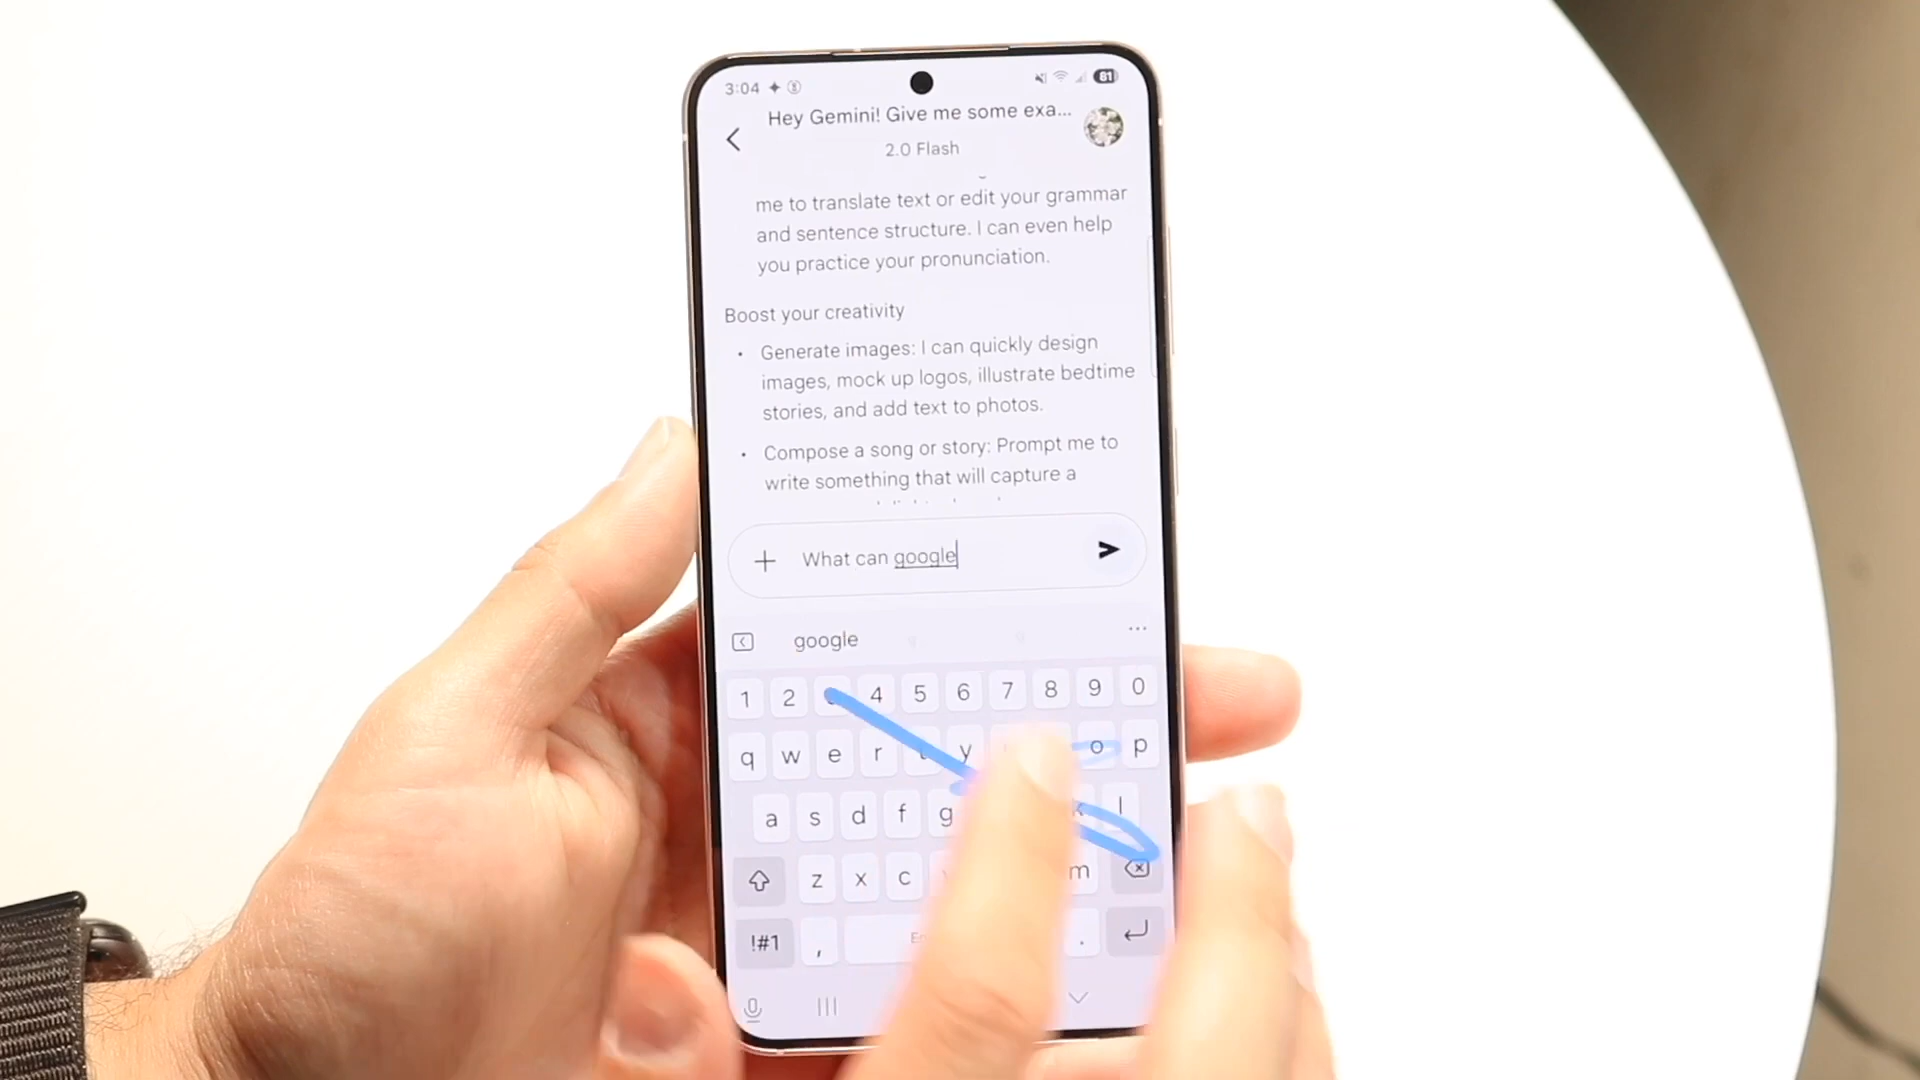 3:04
81
Hey Gemini! Give me some exa...
2.0 Flash
me to translate text or edit your grammar
and sentence structure. I can even help
you practice your pronunciation.
Boost your creativity
• Generate images: I can quickly design
images, mock up logos, illustrate bedtime
stories, and add text to photos.
• Compose a song or story: Prompt me to
write something that will capture a
What can google
google
1 2 4 5 6 7 8 9 0
q w e r t y o p
a s d f g k l
z x c m
!#1 , .